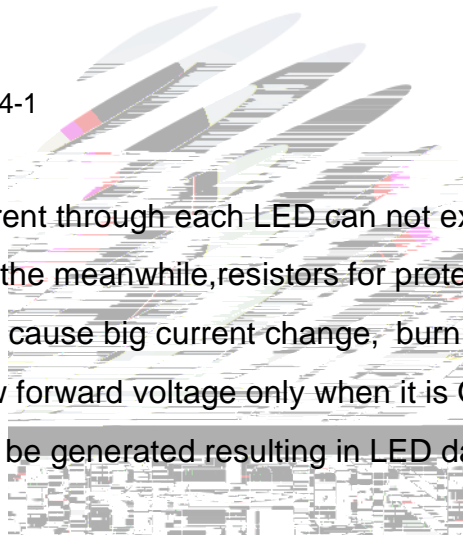 4-1
rent through each LED can not ex
the meanwhile,resistors for prote
cause big current change, burn
forward voltage only when it is
be generated resulting in LED da